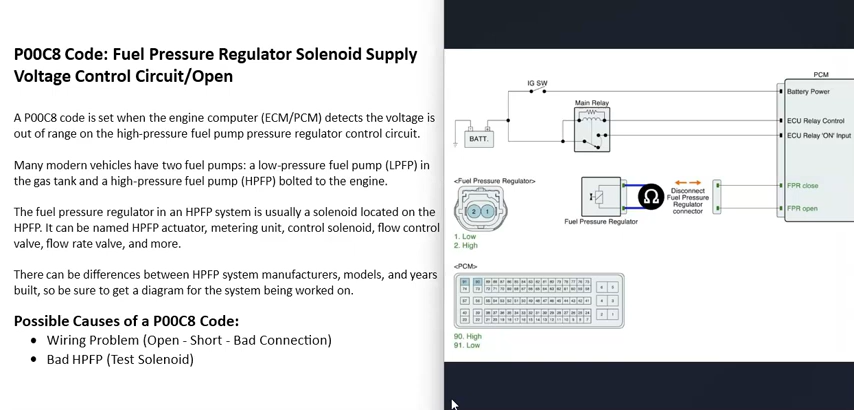 P00C8 Code: Fuel Pressure Regulator Solenoid Supply
Voltage Control Circuit/Open
A P00C8 code is set when the engine computer (ECM/PCM) detects the voltage is
out of range on the high-pressure fuel pump pressure regulator control circuit.
Many modern vehicles have two fuel pumps: a low-pressure fuel pump (LPFP) in
the gas tank and a high-pressure fuel pump (HPFP) bolted to the engine.
The fuel pressure regulator in an HPFP system is usually a solenoid located on the
HPFP. It can be named HPFP actuator, metering unit, control solenoid, flow control
valve, flow rate valve, and more.
There can be differences between HPFP system manufacturers, models, and years
built, so be sure to get a diagram for the system being worked on.
Possible Causes of a P00C8 Code:
• Wiring Problem (Open - Short - Bad Connection)
• Bad HPFP (Test Solenoid)
PCM
IG SW
Battery Power
Main Relay
ECU Relay Control
BATT.
ECU Relay 'ON' Input
<Fuel Pressure Regulator>
2 1
1. Low
2. High
Ω
Fuel Pressure Regulator
Disconnect
Fuel Pressure
Regulator
connector
FPR close
FPR open
<PCM>
90. High
91. Low